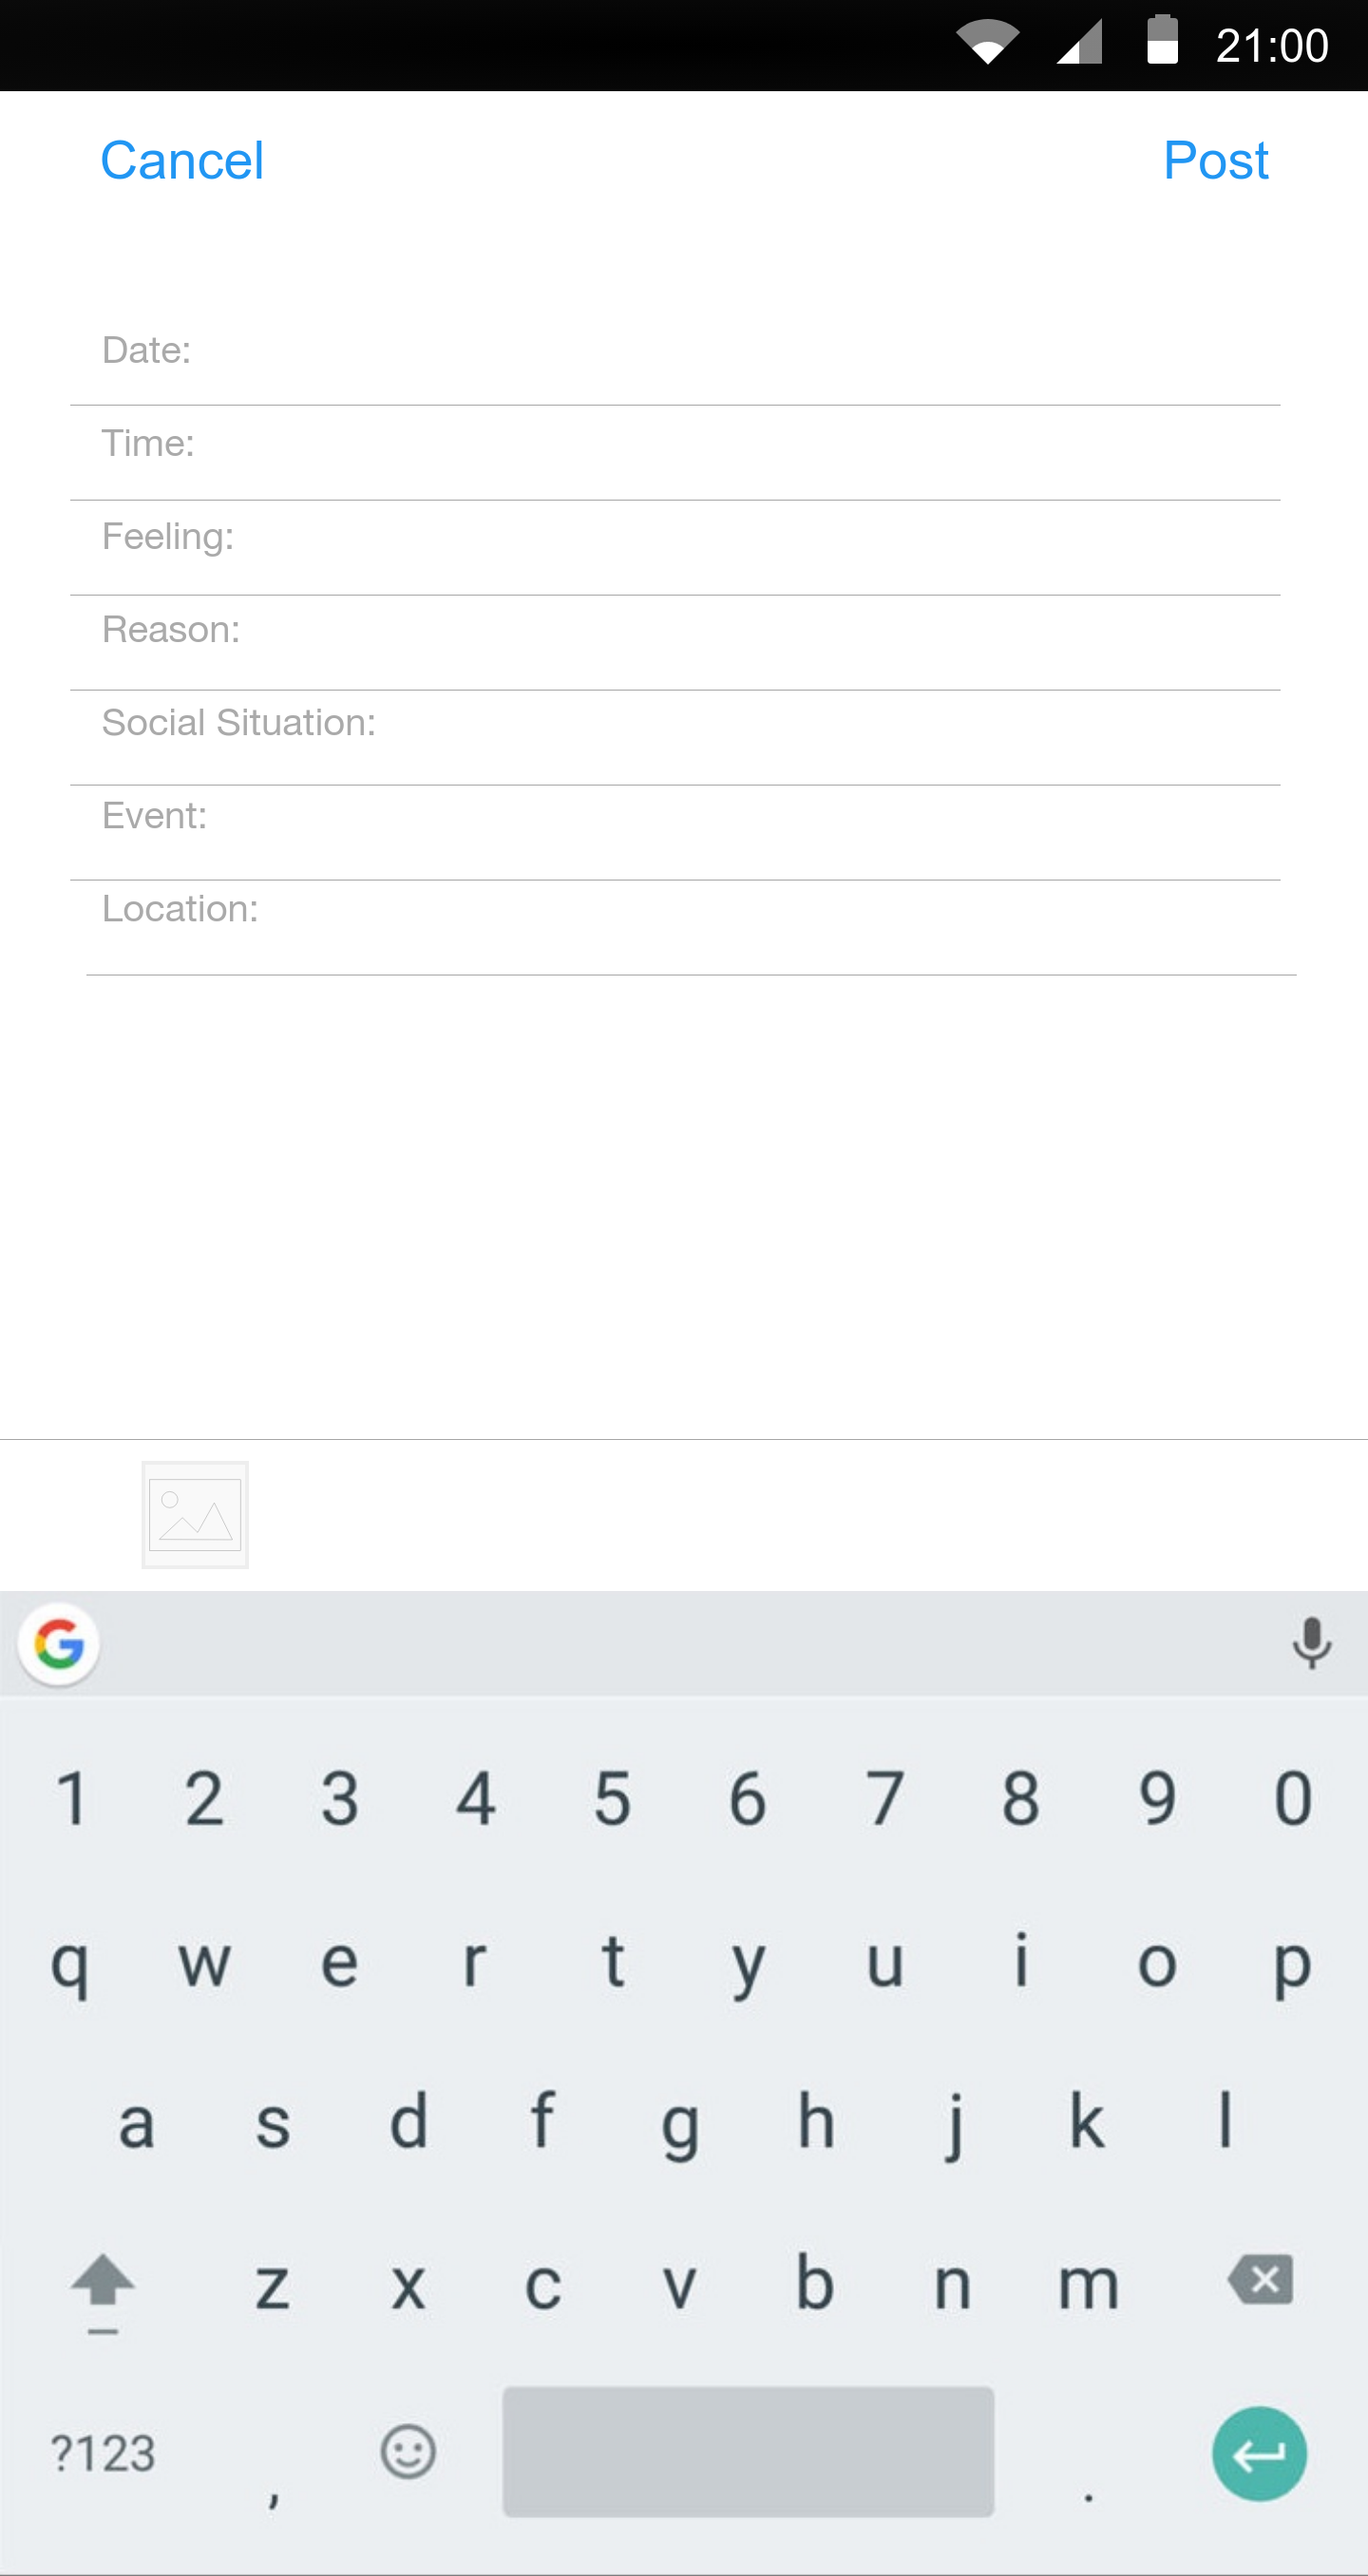 21:00
Cancel Post
Date:
Time:
Feeling:
Reason:
Social Situation:
Event:
Location:
G
1 2 3 4 5 6 7 8 9 0
q w e r t y u i o p
a s d f g h j k l
z x c v b n m
?123 , .